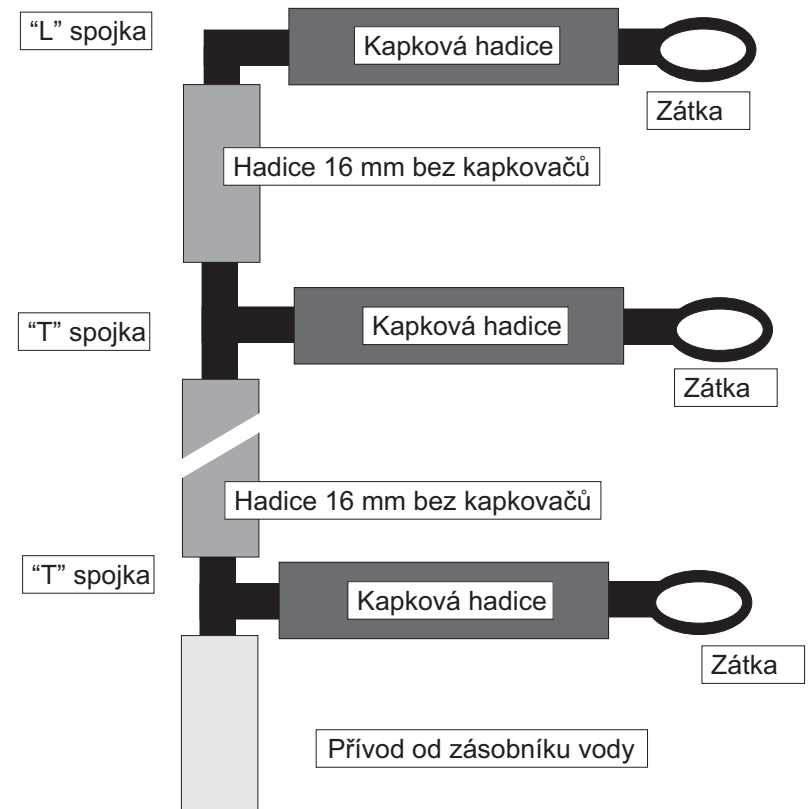 “L” spojka
Kapková hadice
Zátka
Hadice 16 mm bez kapkovačů
“T” spojka
Kapková hadice
Zátka
Hadice 16 mm bez kapkovačů
“T” spojka
Kapková hadice
Zátka
Přívod od zásobníku vody